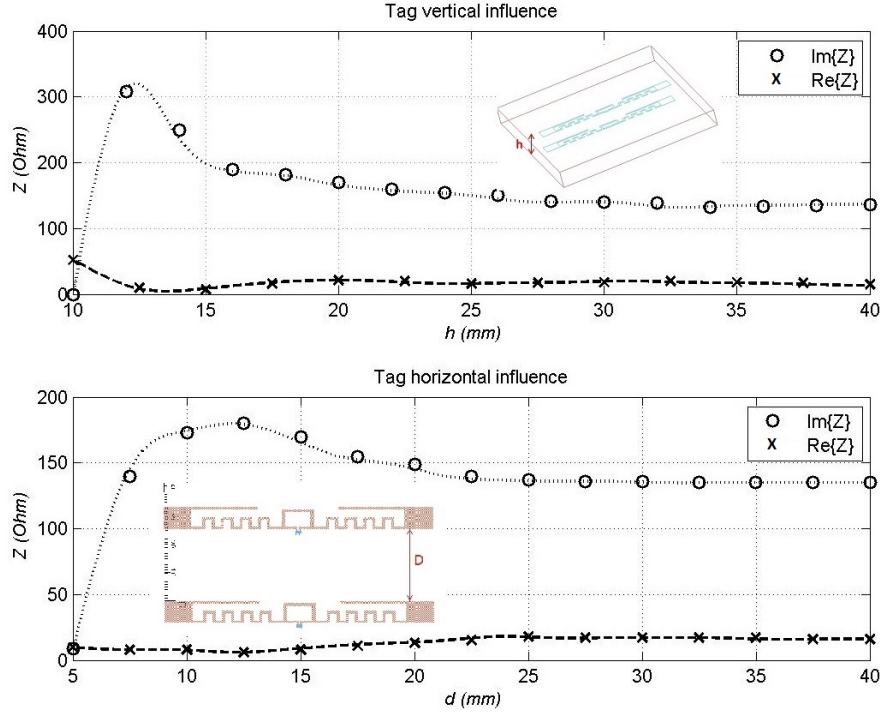 Tag vertical influence
400
300
200
100
0
Z (Ohm)
Im{Z}
Re{Z}
h
10
15
20
25
30
35
40
h (mm)
Tag horizontal influence
200
150
100
50
0
Z (Ohm)
Im{Z}
Re{Z}
D
5
10
15
20
25
30
35
40
d (mm)